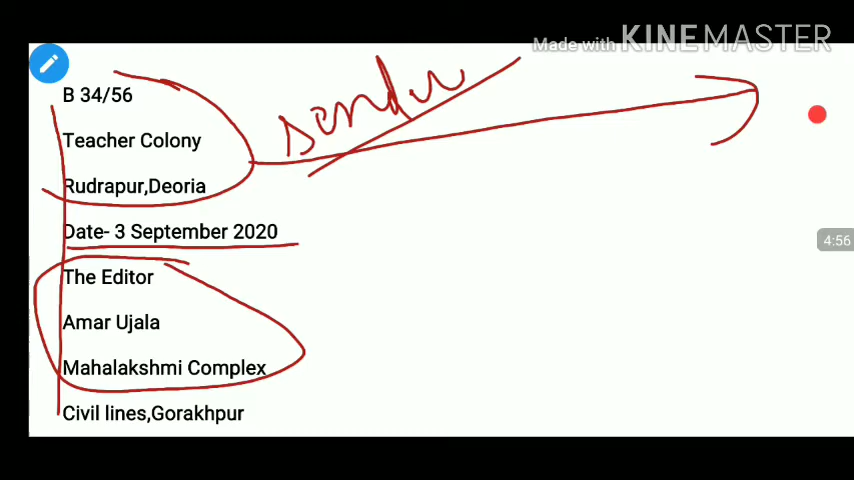 Made with KINEMASTER
B 34/56
sender
Teacher Colony
Rudrapur,Deoria
Date- 3 September 2020
4:56
The Editor
Amar Ujala
Mahalakshmi Complex
Civil lines,Gorakhpur